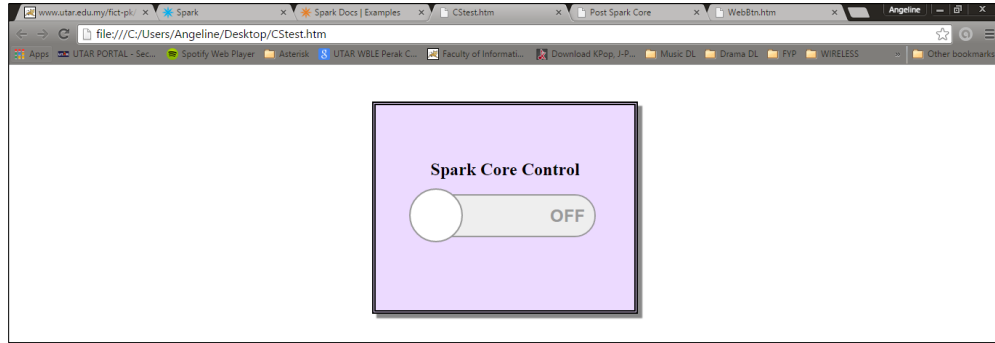 www.utar.edu.my/fict-pk/ Spark Spark Docs | Examples CStest.htm Post Spark Core WebBtn.htm Angeline
file:///C:/Users/Angeline/Desktop/CStest.htm
Apps UTAR PORTAL - Sec... Spotify Web Player Asterisk UTAR WBLE Perak C... Faculty of Informati... Download KPop, J-P... Music DL Drama DL FYP WIRELESS » Other bookmarks
Spark Core Control
OFF